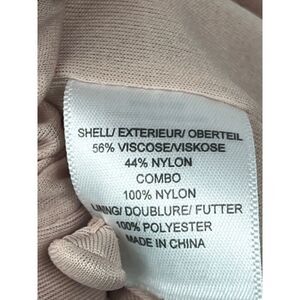 SHELL/ EXTERIEUR/ OBERTEIL
56% VISCOSE/VISKOSE
44% NYLON
COMBO
100% NYLON
LINING/ DOUBLURE/ FUTTER
100% POLYESTER
MADE IN CHINA